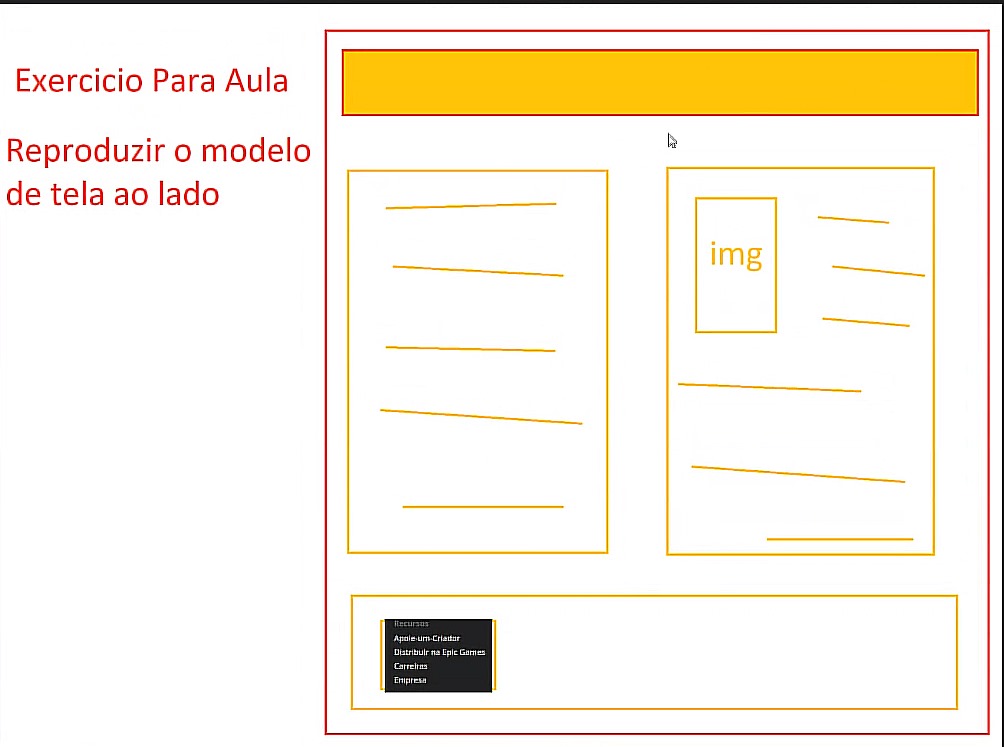 Exercicio Para Aula
Reproduzir o modelo
de tela ao lado
img
Recursos
Apoie-um-Criador
Distribuir na Epic Games
Carreiras
Empresa